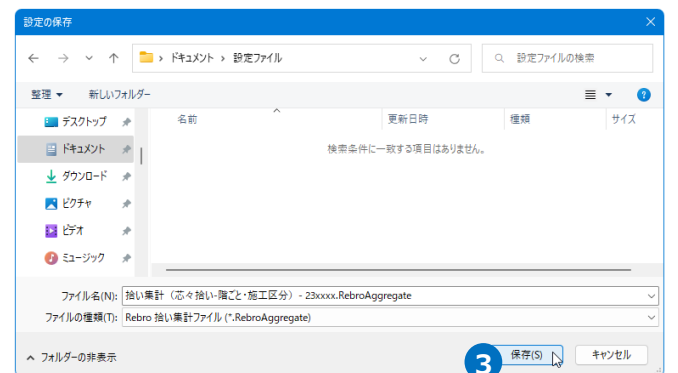 設定の保存
ドキュメント › 設定ファイル
設定ファイルの検索
整理 新しいフォルダー
名前 更新日時 種類 サイズ
検索条件に一致する項目はありません。
デスクトップ
ドキュメント
ダウンロード
ピクチャ
ビデオ
ミュージック
ファイル名(N): 拾い集計（芯々拾い-階ごと・施工区分）- 23xxxx.RebroAggregate
ファイルの種類(T): Rebro 拾い集計ファイル (*.RebroAggregate)
フォルダーの非表示
3 保存(S) キャンセル